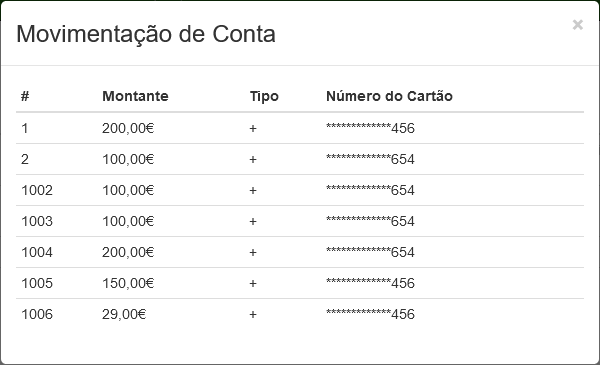 Movimentação de Conta ×
# Montante Tipo Número do Cartão
1 200,00€ + *************456
2 100,00€ + *************654
1002 100,00€ + *************654
1003 100,00€ + *************654
1004 200,00€ + *************654
1005 150,00€ + *************456
1006 29,00€ + *************456